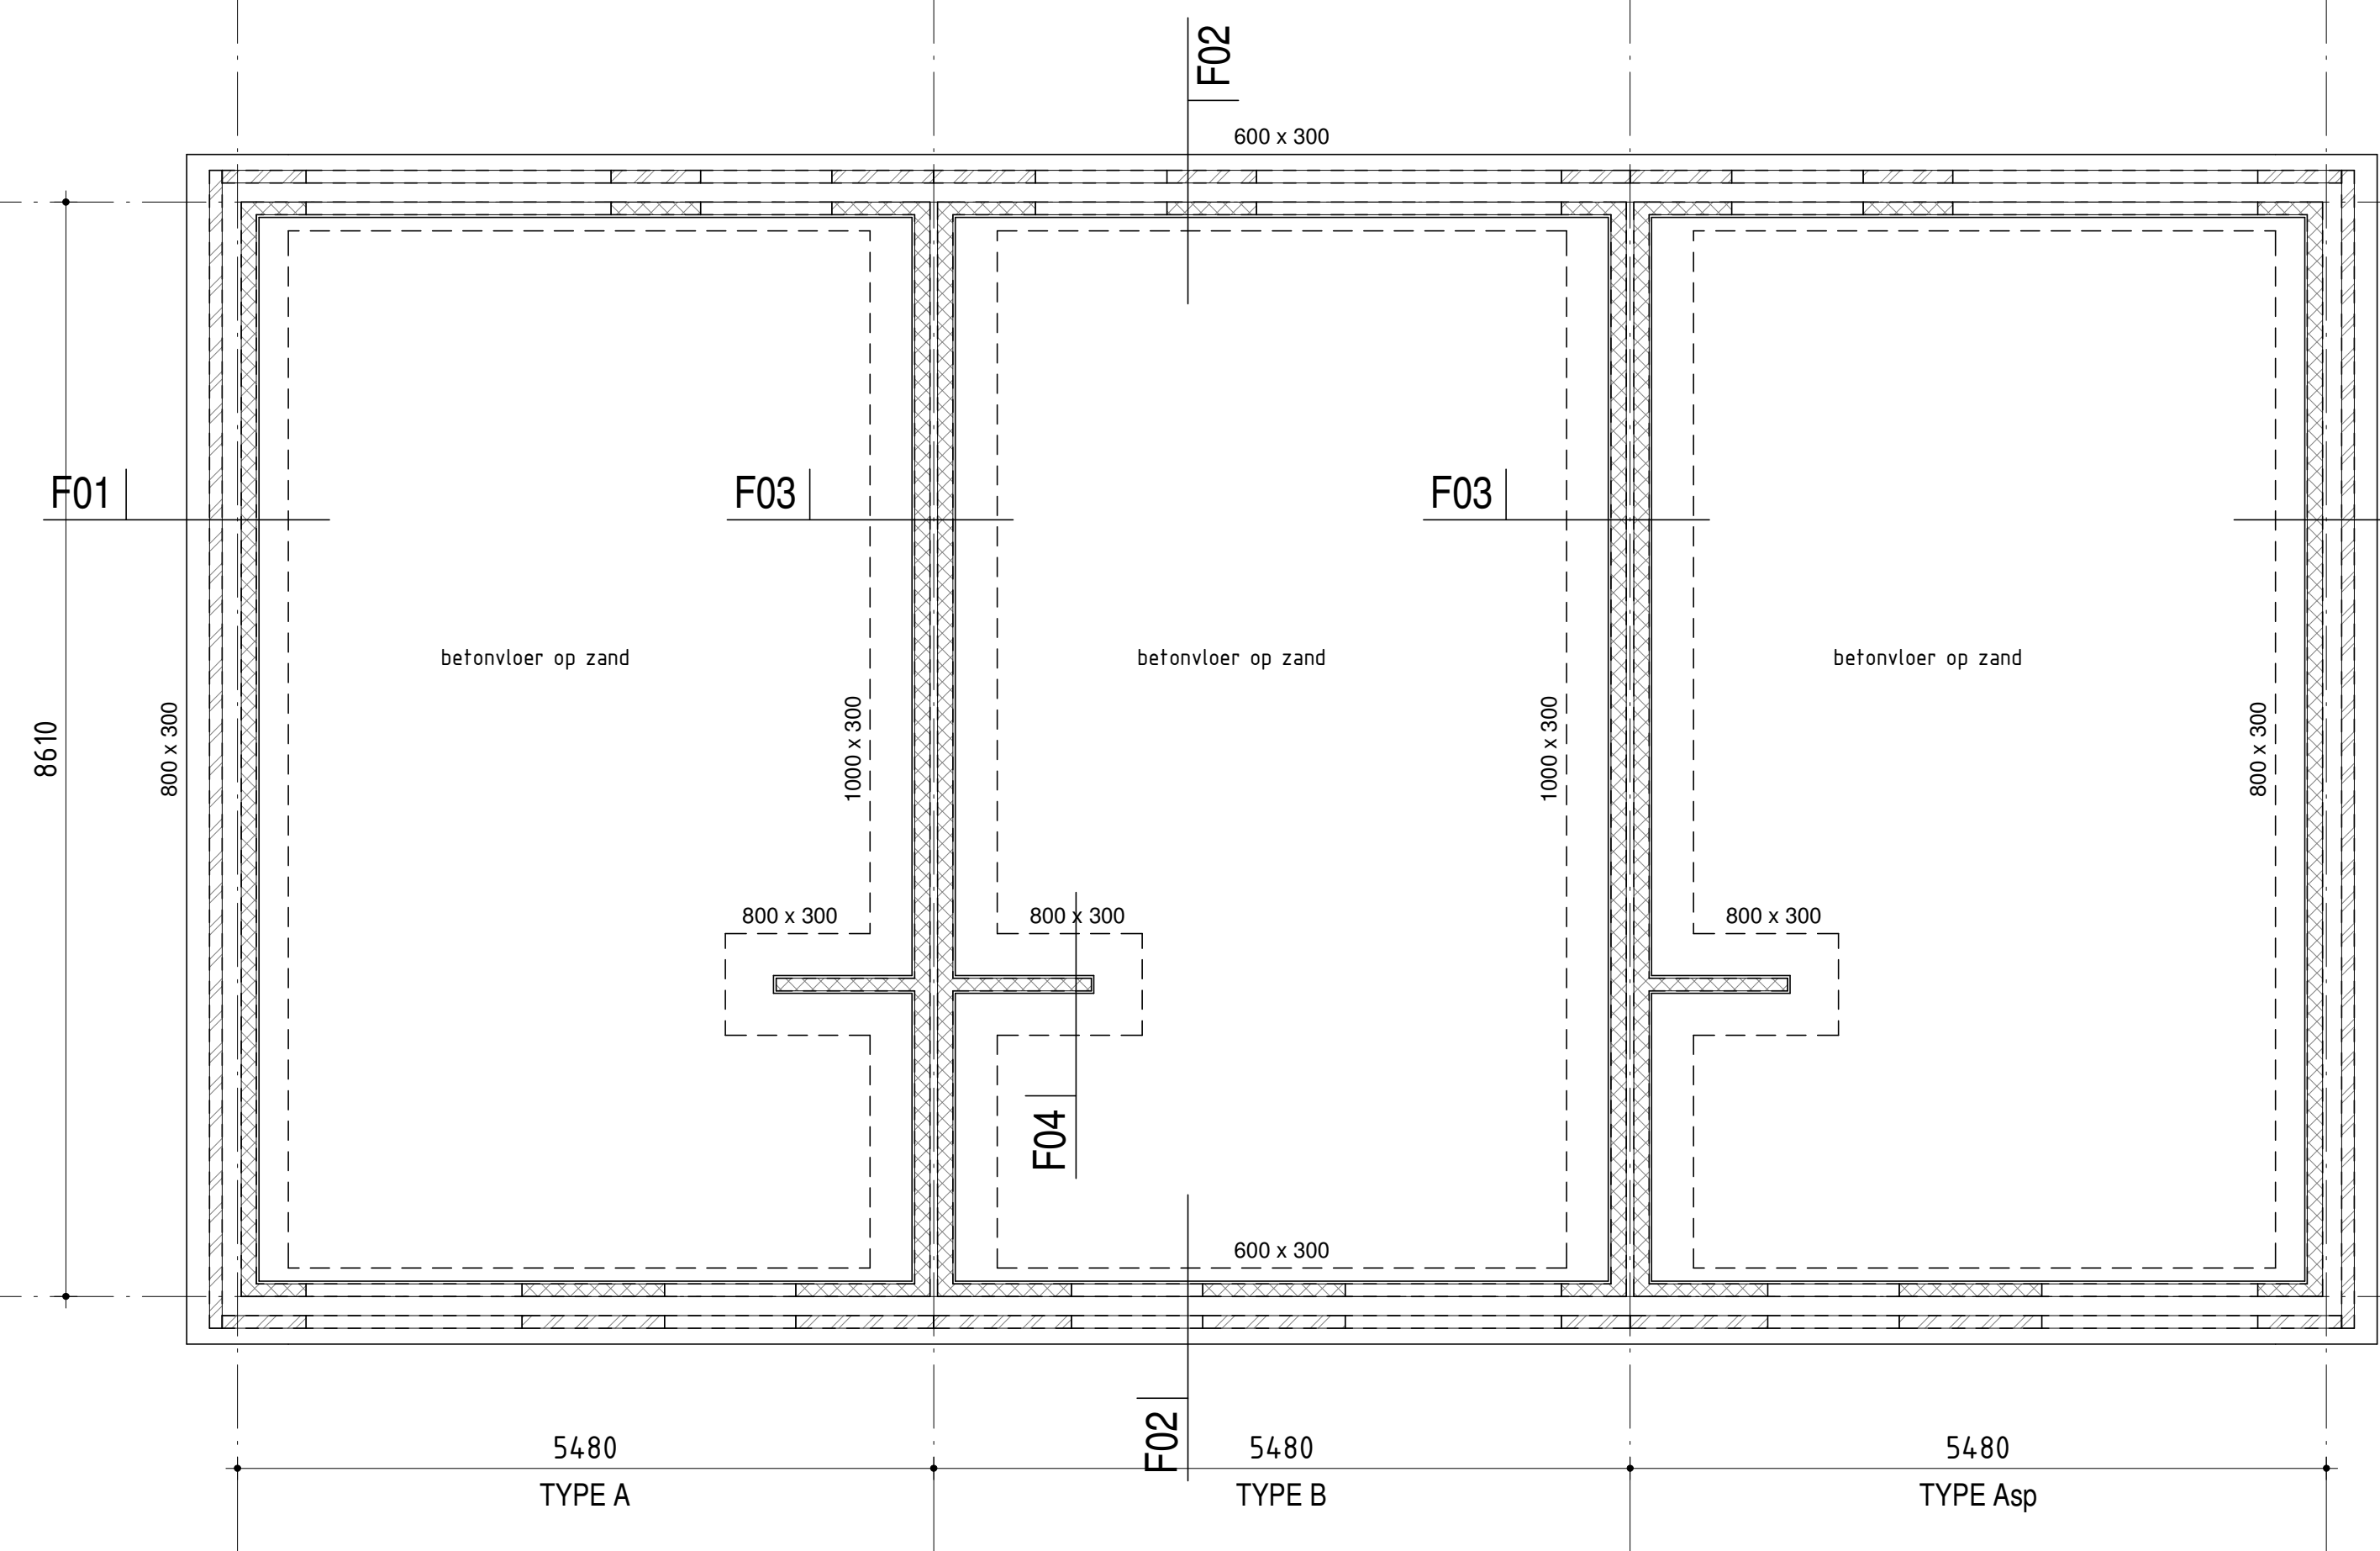 F02
600 x 300
F01
F03
F03
betonvloer op zand
betonvloer op zand
betonvloer op zand
8610
800 x 300
1000 x 300
1000 x 300
800 x 300
800 x 300
800 x 300
800 x 300
F04
600 x 300
F02
5480
5480
5480
TYPE A
TYPE B
TYPE Asp